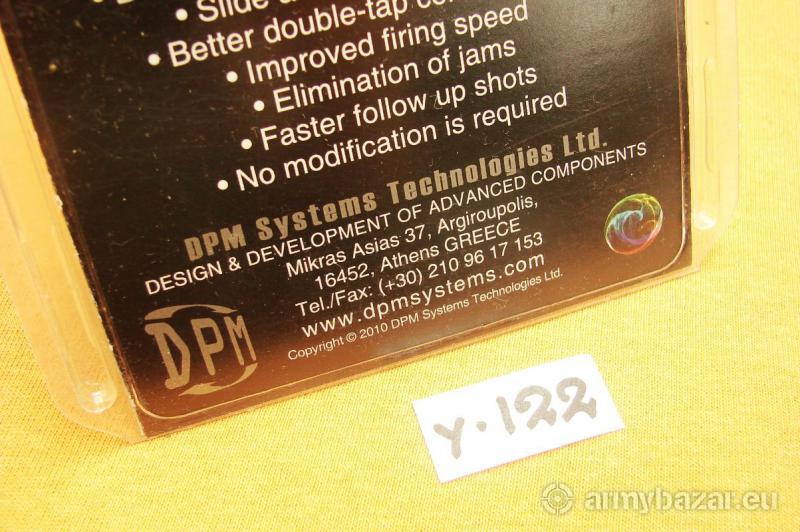 • Slide
• Better double-tap
• Improved firing speed
• Elimination of jams
• Faster follow up shots
• No modification is required
DPM Systems Technologies Ltd.
DESIGN & DEVELOPMENT OF ADVANCED COMPONENTS
Mikras Asias 37, Argiroupolis,
16452, Athens GREECE
Tel./Fax: (+30) 210 96 17 153
www.dpmsystems.com
Copyright © 2010 DPM Systems Technologies Ltd.
DPM
Y.122
armybazar.eu